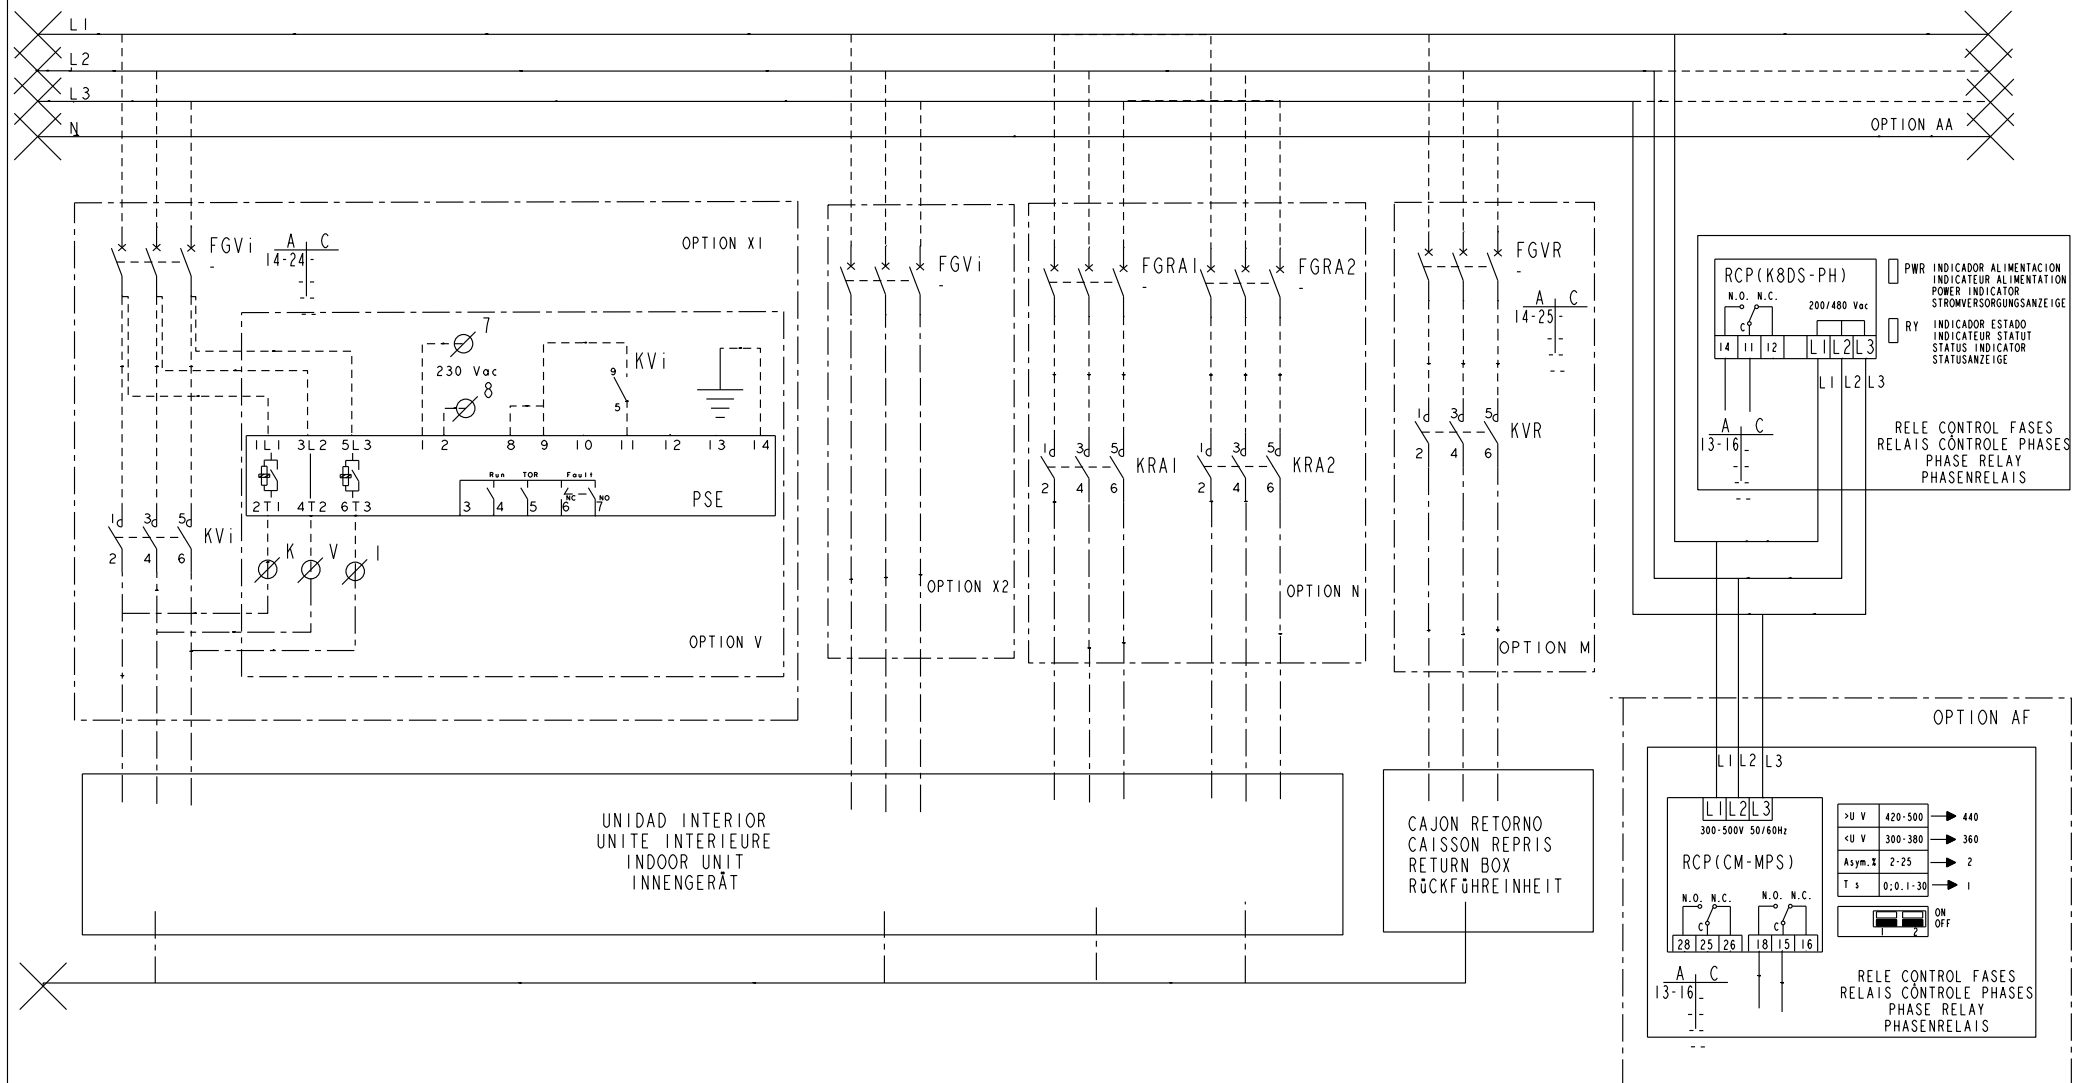 L1
L2
L3
N
OPTION AA
FGVi
-
A C
14-24 -
- -
- -
OPTION X1
7
230 Vac
8
KVi
9
5
1L1 3L2 5L3 1 2 8 9 10 11 12 13 14
Run TOR Fault
NC NO
2T1 4T2 6T3 3 4 5 6 7
PSE
1 3 5
KVi
2 4 6
K V I
OPTION V
FGVi
-
OPTION X2
FGRA1
-
FGRA2
-
1 3 5
KRA1
2 4 6
1 3 5
KRA2
2 4 6
OPTION N
FGVR
-
A C
14-25 -
- -
- -
1 3 5
KVR
2 4 6
OPTION M
RCP(K8DS-PH)
N.O. N.C.
200/480 Vac
C
14 11 12 L1 L2 L3
L1 L2 L3
PWR INDICADOR ALIMENTACION
INDICATEUR ALIMENTATION
POWER INDICATOR
STROMVERSORGUNGSANZEIGE
RY INDICADOR ESTADO
INDICATEUR STATUT
STATUS INDICATOR
STATUSANZEIGE
A C
13-16 -
- -
- -
RELE CONTROL FASES
RELAIS CÔNTROLE PHASES
PHASE RELAY
PHASENRELAIS
UNIDAD INTERIOR
UNITE INTERIEURE
INDOOR UNIT
INNENGERÄT
CAJON RETORNO
CAISSON REPRIS
RETURN BOX
RüCKFüHREINHEIT
OPTION AF
L1 L2 L3
L1 L2 L3
300-500V 50/60Hz
RCP(CM-MPS)
N.O. N.C. N.O. N.C.
C C
28 25 26 18 15 16
>U V 420-500 440
<U V 300-380 360
Asym.% 2-25 2
T s 0;0.1-30 1
ON
OFF
1 2
A C
13-16 -
- -
- -
- -
RELE CONTROL FASES
RELAIS CÔNTROLE PHASES
PHASE RELAY
PHASENRELAIS